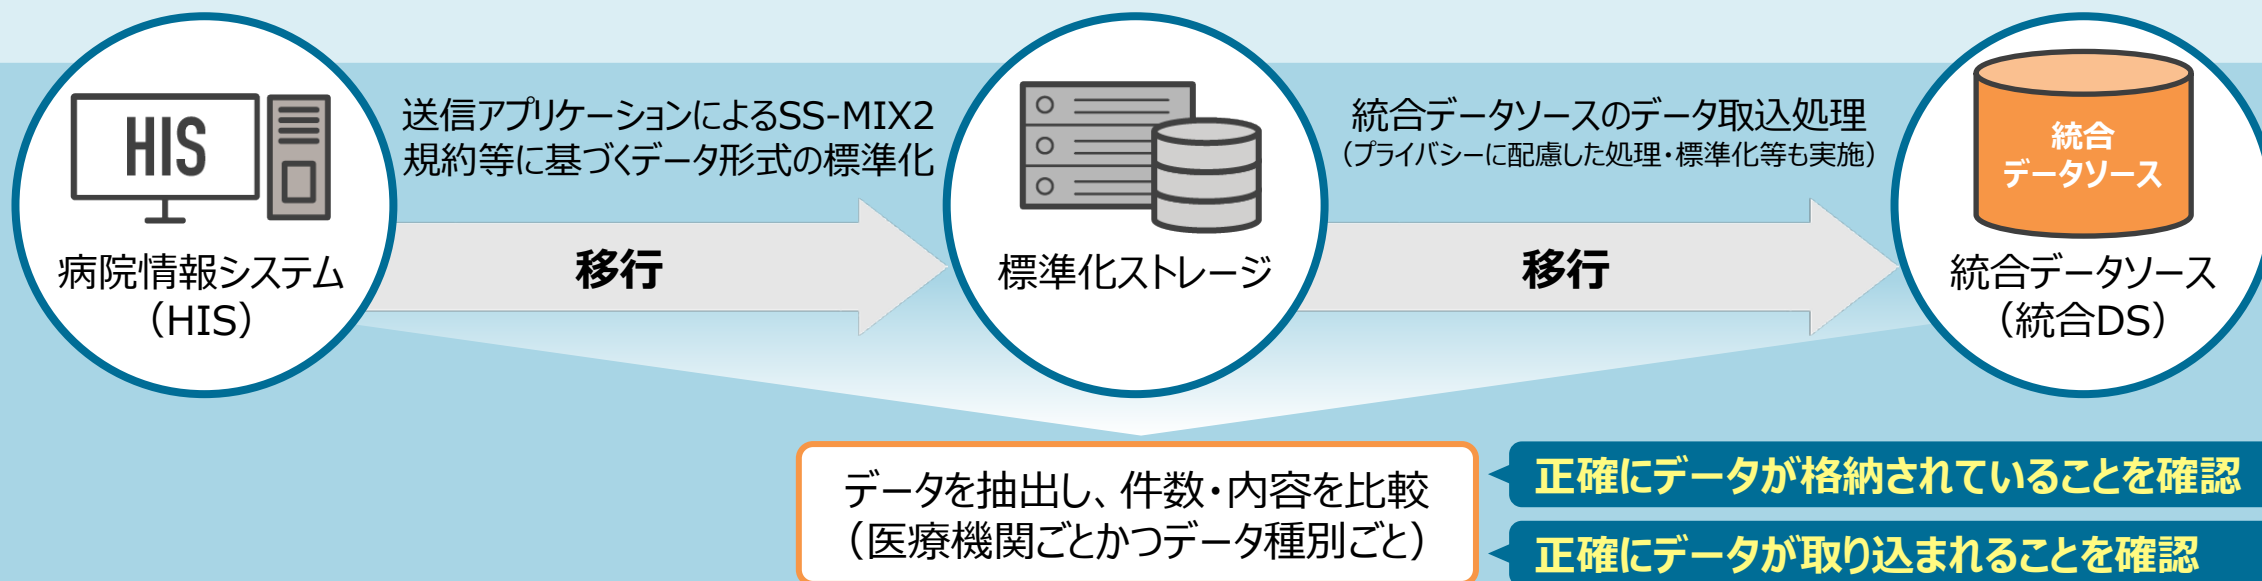 HIS
病院情報システム
（HIS）
送信アプリケーションによるSS-MIX2
規約等に基づくデータ形式の標準化
移行
標準化ストレージ
統合データソースのデータ取込処理
（プライバシーに配慮した処理・標準化等も実施）
移行
統合
データソース
統合データソース
（統合DS）
データを抽出し、件数・内容を比較
（医療機関ごとかつデータ種別ごと）
正確にデータが格納されていることを確認
正確にデータが取り込まれることを確認